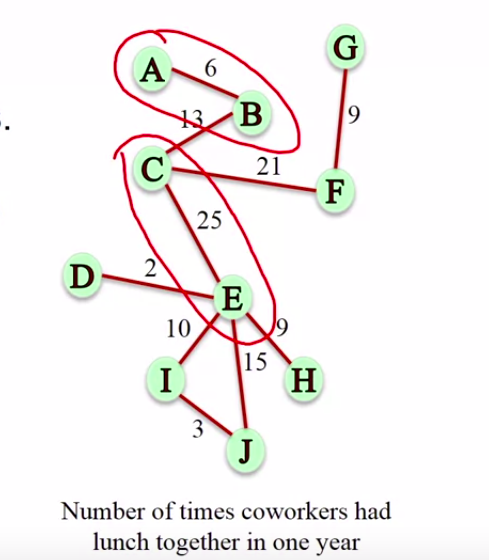 G
A 6
B
13
9
.
C
21
F
25
D
2
E
10
9
15
I
H
3
J
Number of times coworkers had
lunch together in one year